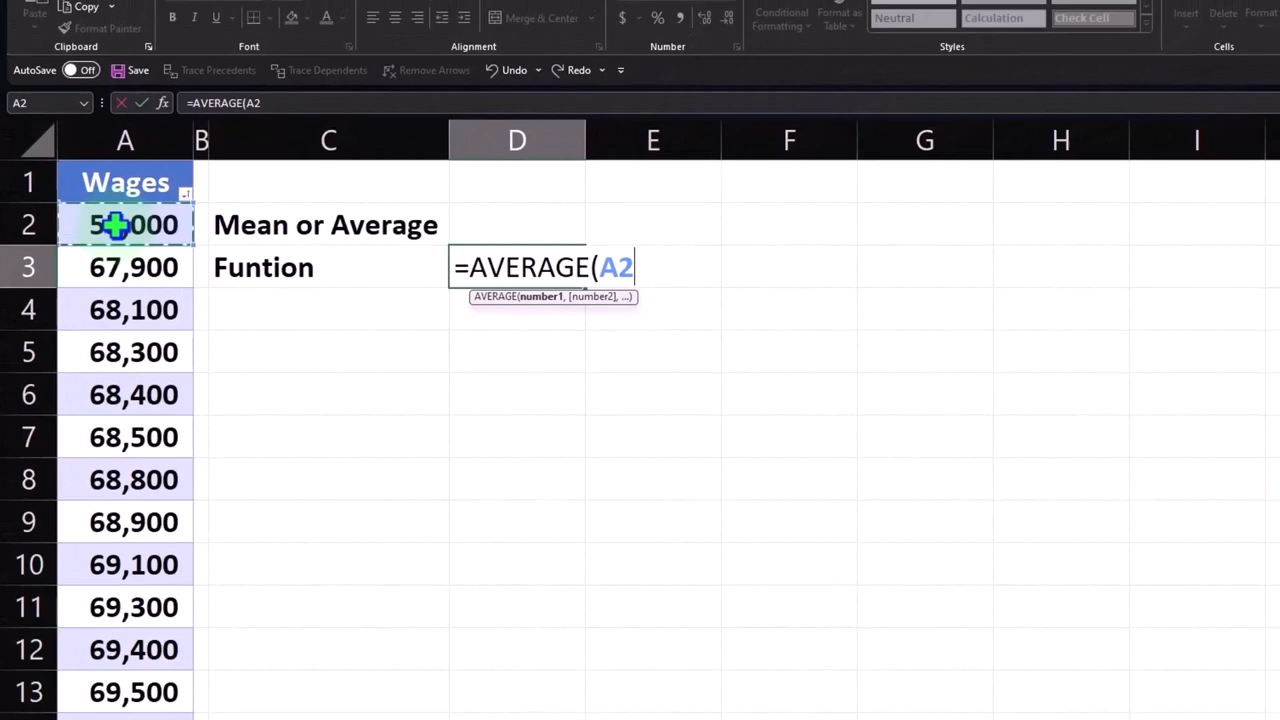 Paste Copy
Format Painter
B I U A
Merge & Center
$ % ,
Conditional Formatting
Format as Table
Neutral Calculation Check Cell
Insert Delete Format
Clipboard Font Alignment Number Styles Cells
AutoSave Off Save Trace Precedents Trace Dependents Remove Arrows Undo Redo
A2 fx =AVERAGE(A2
A B C D E F G H I
1 Wages
2 Mean or Average
3 67,900 Funtion =AVERAGE(A2
AVERAGE(number1, [number2], ...)
4 68,100
5 68,300
6 68,400
7 68,500
8 68,800
9 68,900
10 69,100
11 69,300
12 69,400
13 69,500